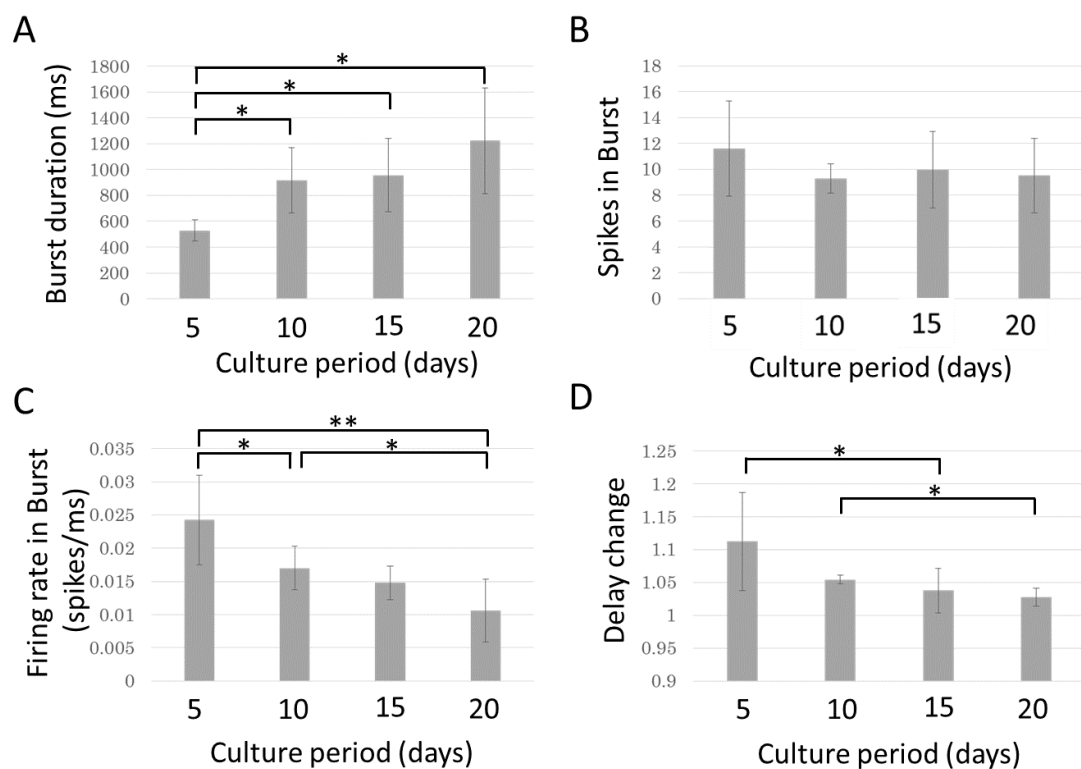 A
Burst duration (ms)
1800
1600
1400
1200
1000
800
600
400
200
0
*
*
*
5 10 15 20
Culture period (days)
B
Spikes in Burst
18
16
14
12
10
8
6
4
2
0
5 10 15 20
Culture period (days)
C
Firing rate in Burst
(spikes/ms)
0.035
0.03
0.025
0.02
0.015
0.01
0.005
0
**
*
*
5 10 15 20
Culture period (days)
D
Delay change
1.25
1.2
1.15
1.1
1.05
1
0.95
0.9
*
*
5 10 15 20
Culture period (days)